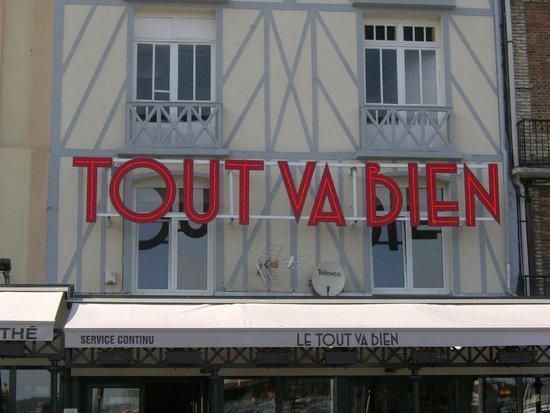 TOUT VA BIEN
Televes
THÉ
SERVICE CONTINU
LE TOUT VA BIEN